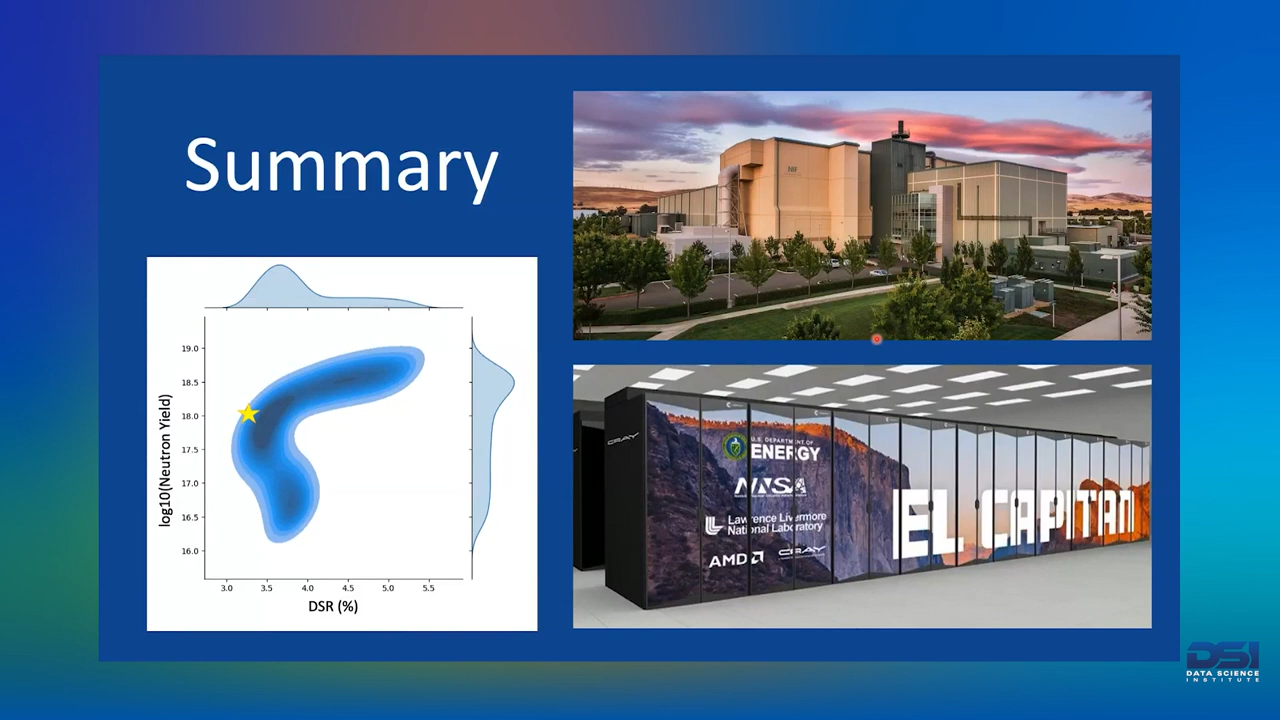 Summary
19.0
18.5
18.0
17.5
17.0
16.5
16.0
log10(Neutron Yield)
3.0 3.5 4.0 4.5 5.0 5.5
DSR (%)
NIF
CRAY
U.S. DEPARTMENT OF
ENERGY
NNSA
Lawrence Livermore
National Laboratory
AMD CRAY
EL CAPITAN
DSI
DATA SCIENCE
INSTITUTE